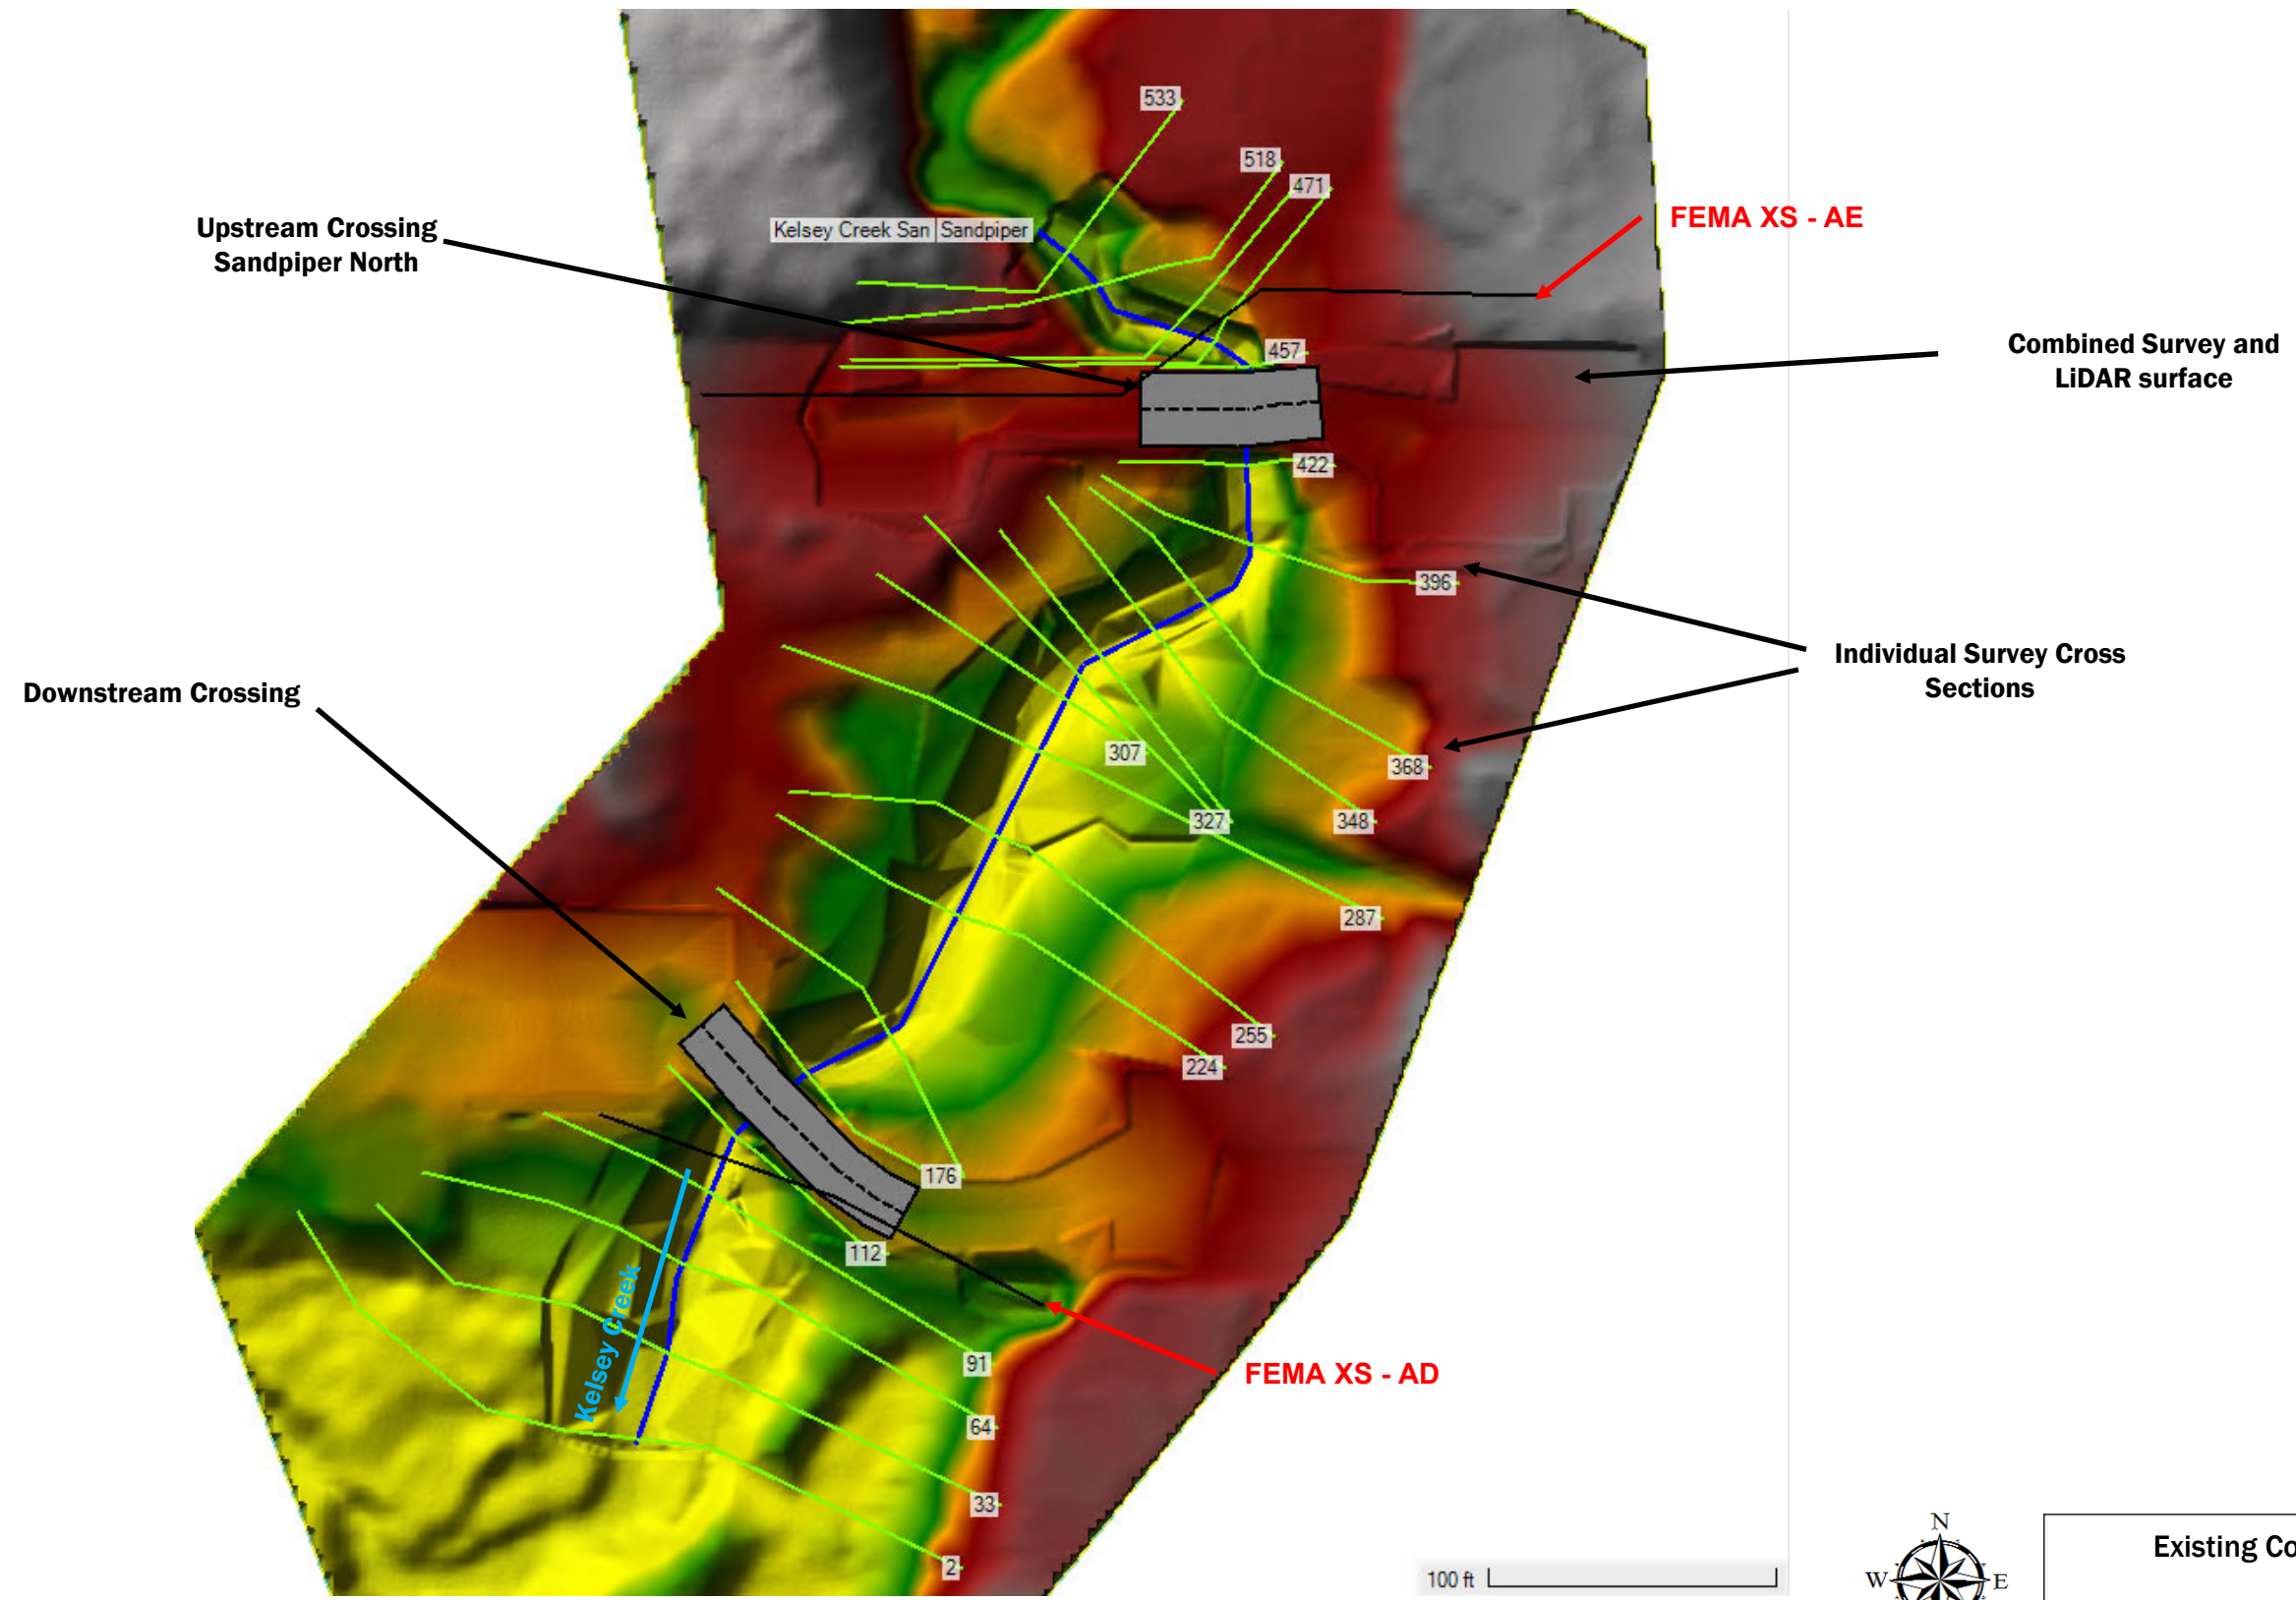 533
518
471
Upstream Crossing
Sandpiper North
Kelsey Creek San Sandpiper
FEMA XS - AE
457
Combined Survey and
LiDAR surface
422
396
Individual Survey Cross
Sections
Downstream Crossing
307
368
327
348
287
255
224
176
112
Kelsey Creek
91
FEMA XS - AD
64
33
2
100 ft
N
W
E
Existing